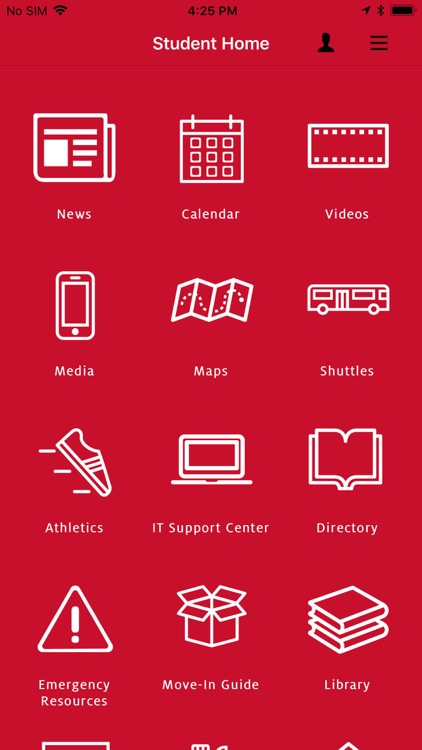 No SIM 4:25 PM
Student Home
News Calendar Videos
Media Maps Shuttles
Athletics IT Support Center Directory
Emergency Move-In Guide Library
Resources